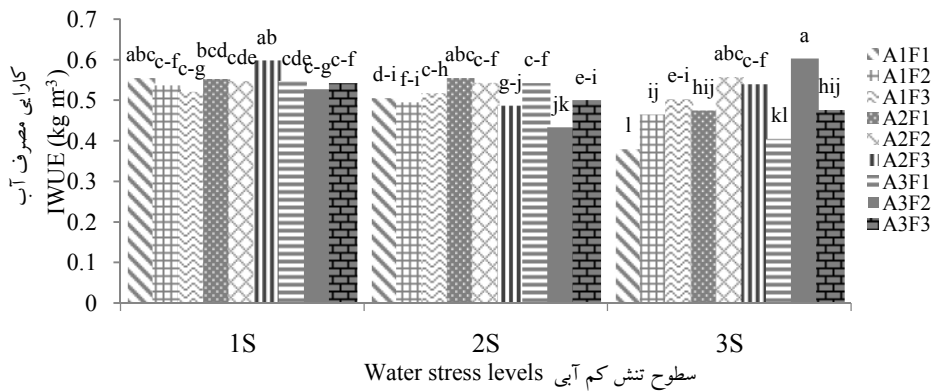 کارایی مصرف آب
IWUE (kg m-3)
0.7
0.6
0.5
0.4
0.3
0.2
0.1
0
abc
c-f
c-g
bcd
cde
ab
cde
c-g
c-f
d-i
f-i
c-h
abc
c-f
g-j
c-f
jk
e-i
l
ij
e-i
hij
abc
c-f
kl
a
hij
1S
2S
3S
سطوح تنش کم آبی Water stress levels
A1F1
A1F2
A1F3
A2F1
A2F2
A2F3
A3F1
A3F2
A3F3